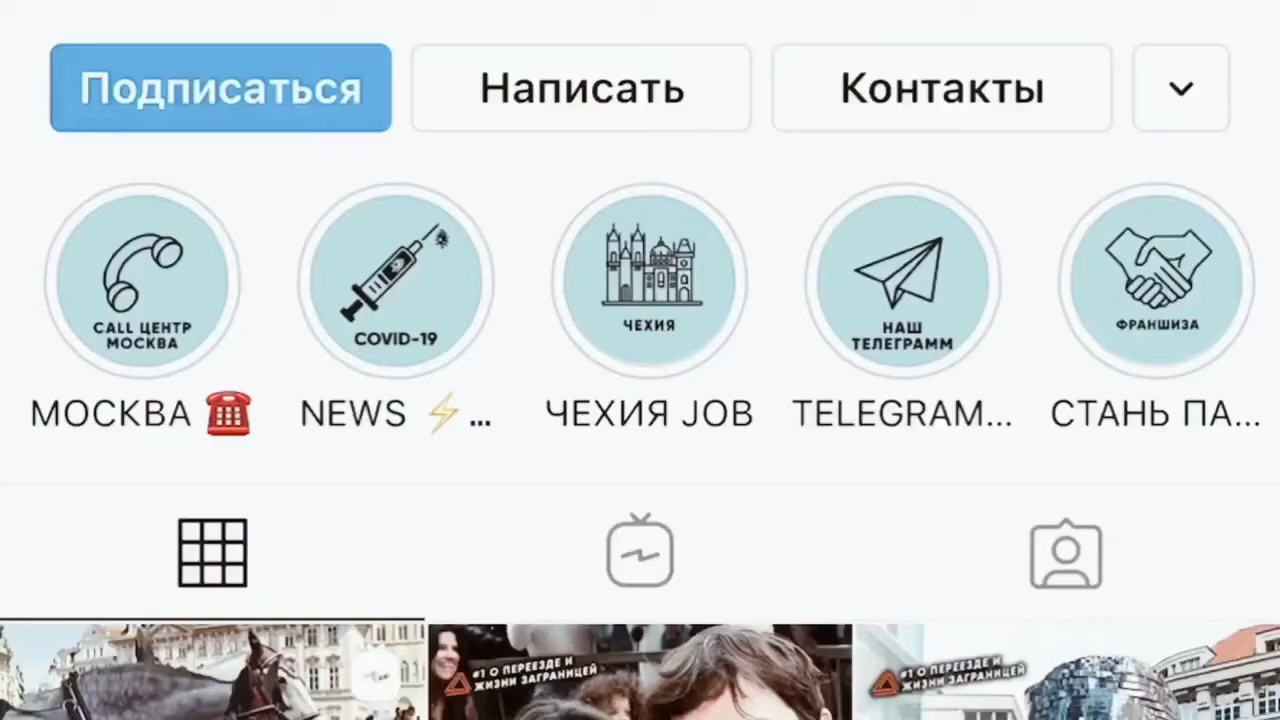 Подписаться
Написать
Контакты
CALL ЦЕНТР
МОСКВА
COVID-19
ЧЕХИЯ
НАШ
ТЕЛЕГРАММ
ФРАНШИЗА
МОСКВА
NEWS ...
ЧЕХИЯ JOB
TELEGRAM...
СТАНЬ ПА...
#1 О ПЕРЕЕЗДЕ И
ЖИЗНИ ЗАГРАНИЦЕЙ
#1 О ПЕРЕЕЗДЕ И
ЖИЗНИ ЗАГРАНИЦЕЙ